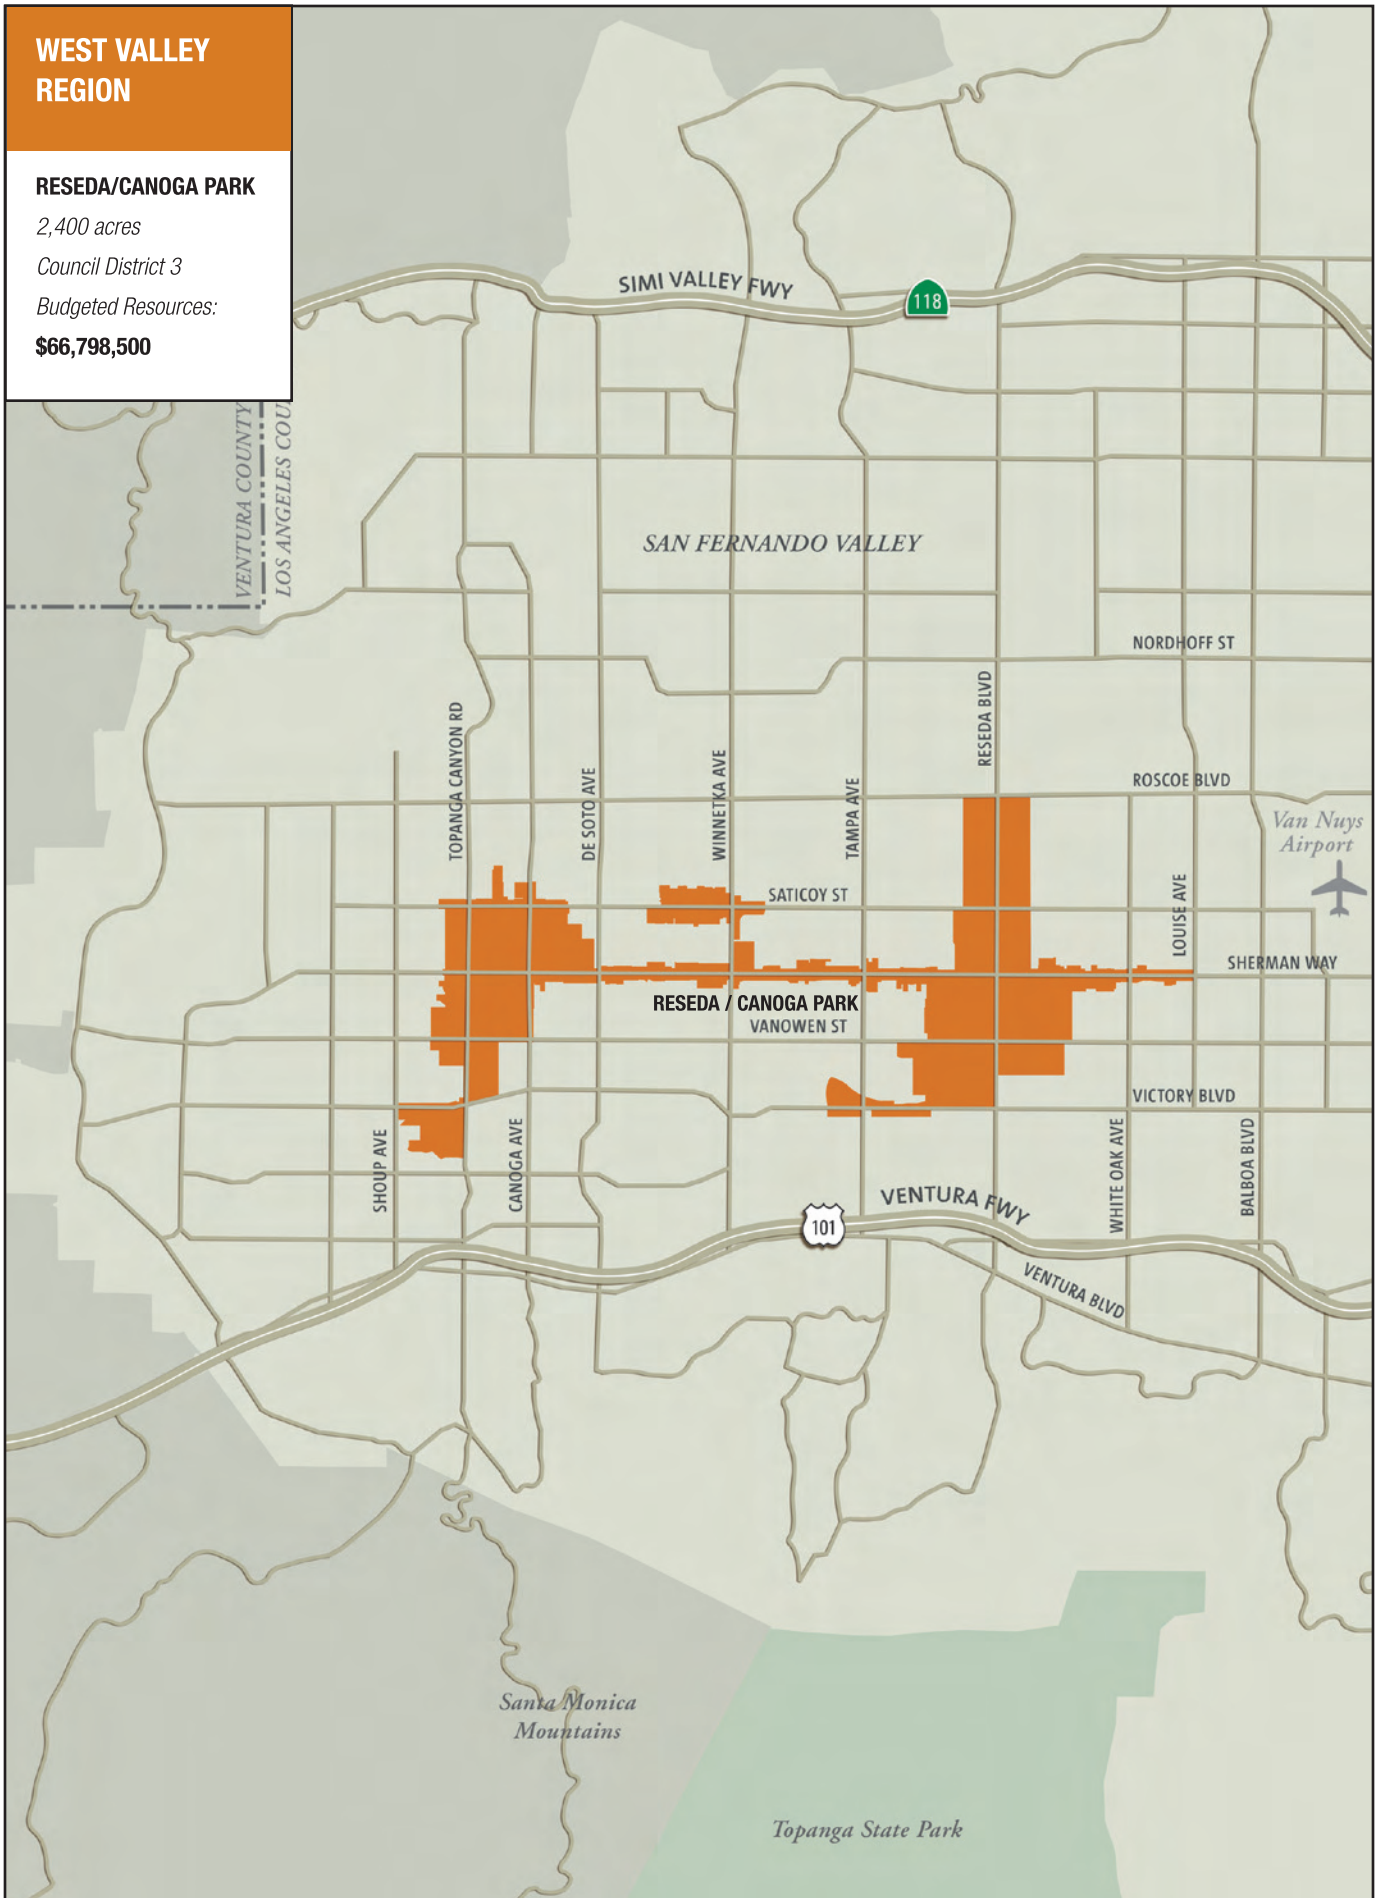 WEST VALLEY
REGION
RESEDA/CANOGA PARK
2,400 acres
Council District 3
Budgeted Resources:
$66,798,500
SIMI VALLEY FWY
118
VENTURA COUNTY
LOS ANGELES COU
SAN FERNANDO VALLEY
NORDHOFF ST
TOPANGA CANYON RD
DE SOTO AVE
WINNETKA AVE
TAMPA AVE
RESEDA BLVD
ROSCOE BLVD
Van Nuys
Airport
LOUISE AVE
SATICOY ST
SHERMAN WAY
RESEDA / CANOGA PARK
VANOWEN ST
VICTORY BLVD
SHOUP AVE
CANOGA AVE
WHITE OAK AVE
BALBOA BLVD
VENTURA FWY
101
VENTURA BLVD
Santa Monica
Mountains
Topanga State Park